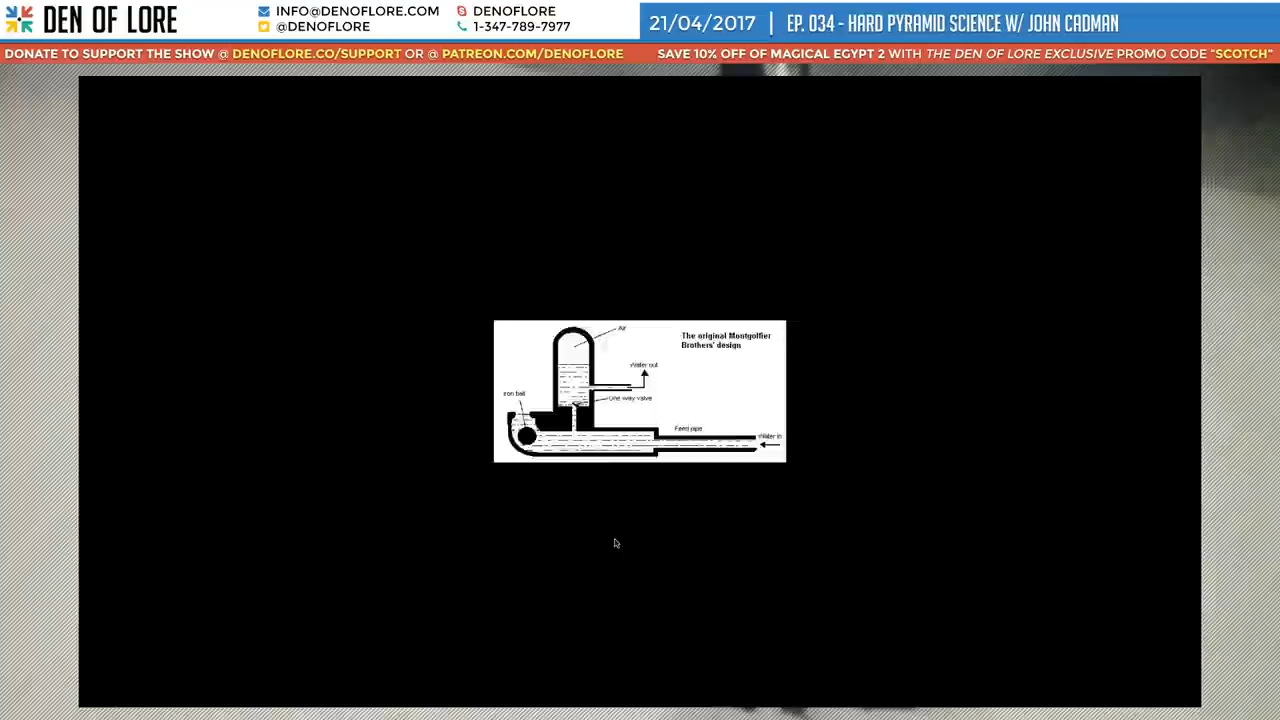 DEN OF LORE
INFO@DENOFLORE.COM
@DENOFLORE
DENOFLORE
1-347-789-7977
21/04/2017 | EP. 034 - HARD PYRAMID SCIENCE W/ JOHN CADMAN
DONATE TO SUPPORT THE SHOW @ DENOFLORE.CO/SUPPORT OR @ PATREON.COM/DENOFLORE
SAVE 10% OFF OF MAGICAL EGYPT 2 WITH THE DEN OF LORE EXCLUSIVE PROMO CODE "SCOTCH"
Air
The original Montgolfier
Brothers' design
Water out
Iron ball
One way valve
Feed pipe
Water in